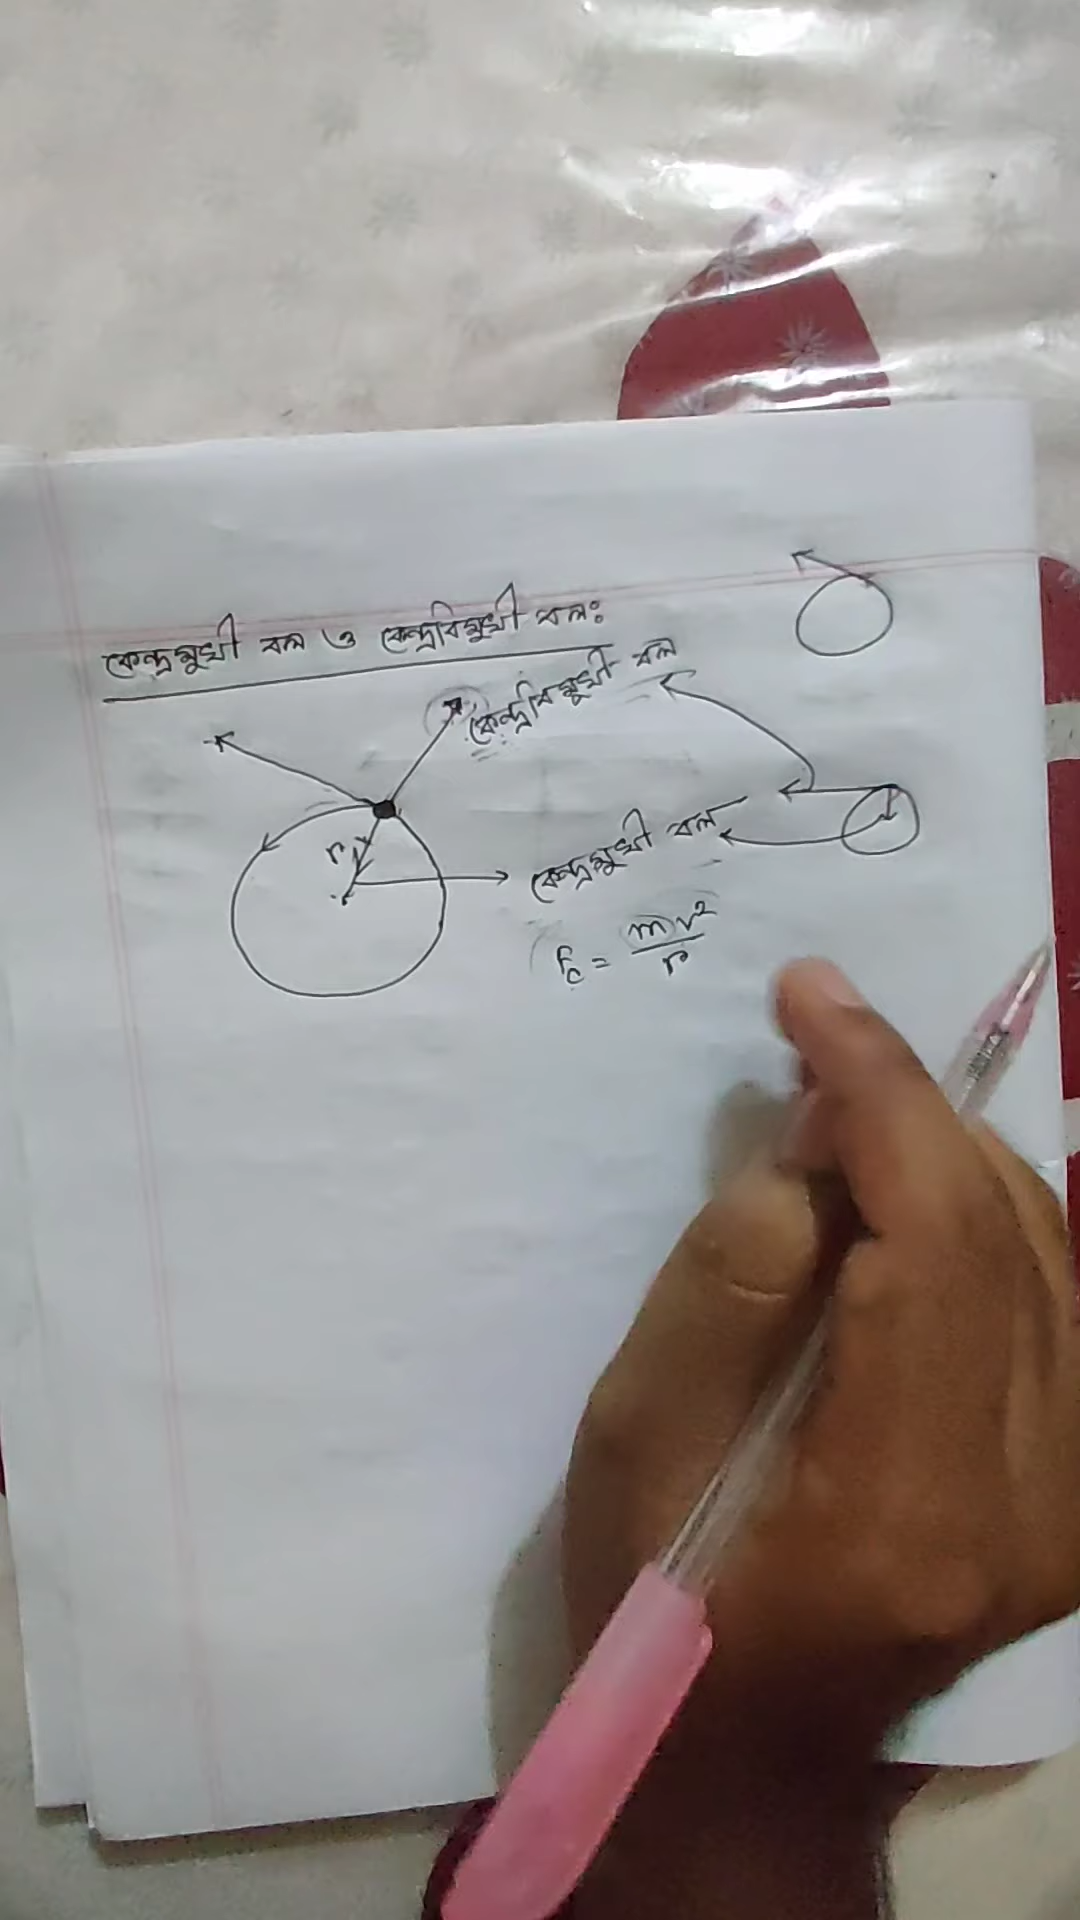 কেন্দ্রমুখী বল ও কেন্দ্রবিমুখী বলঃ
কেন্দ্রবিমুখী বল
r
কেন্দ্রমুখী বল
Fc = mv²/r